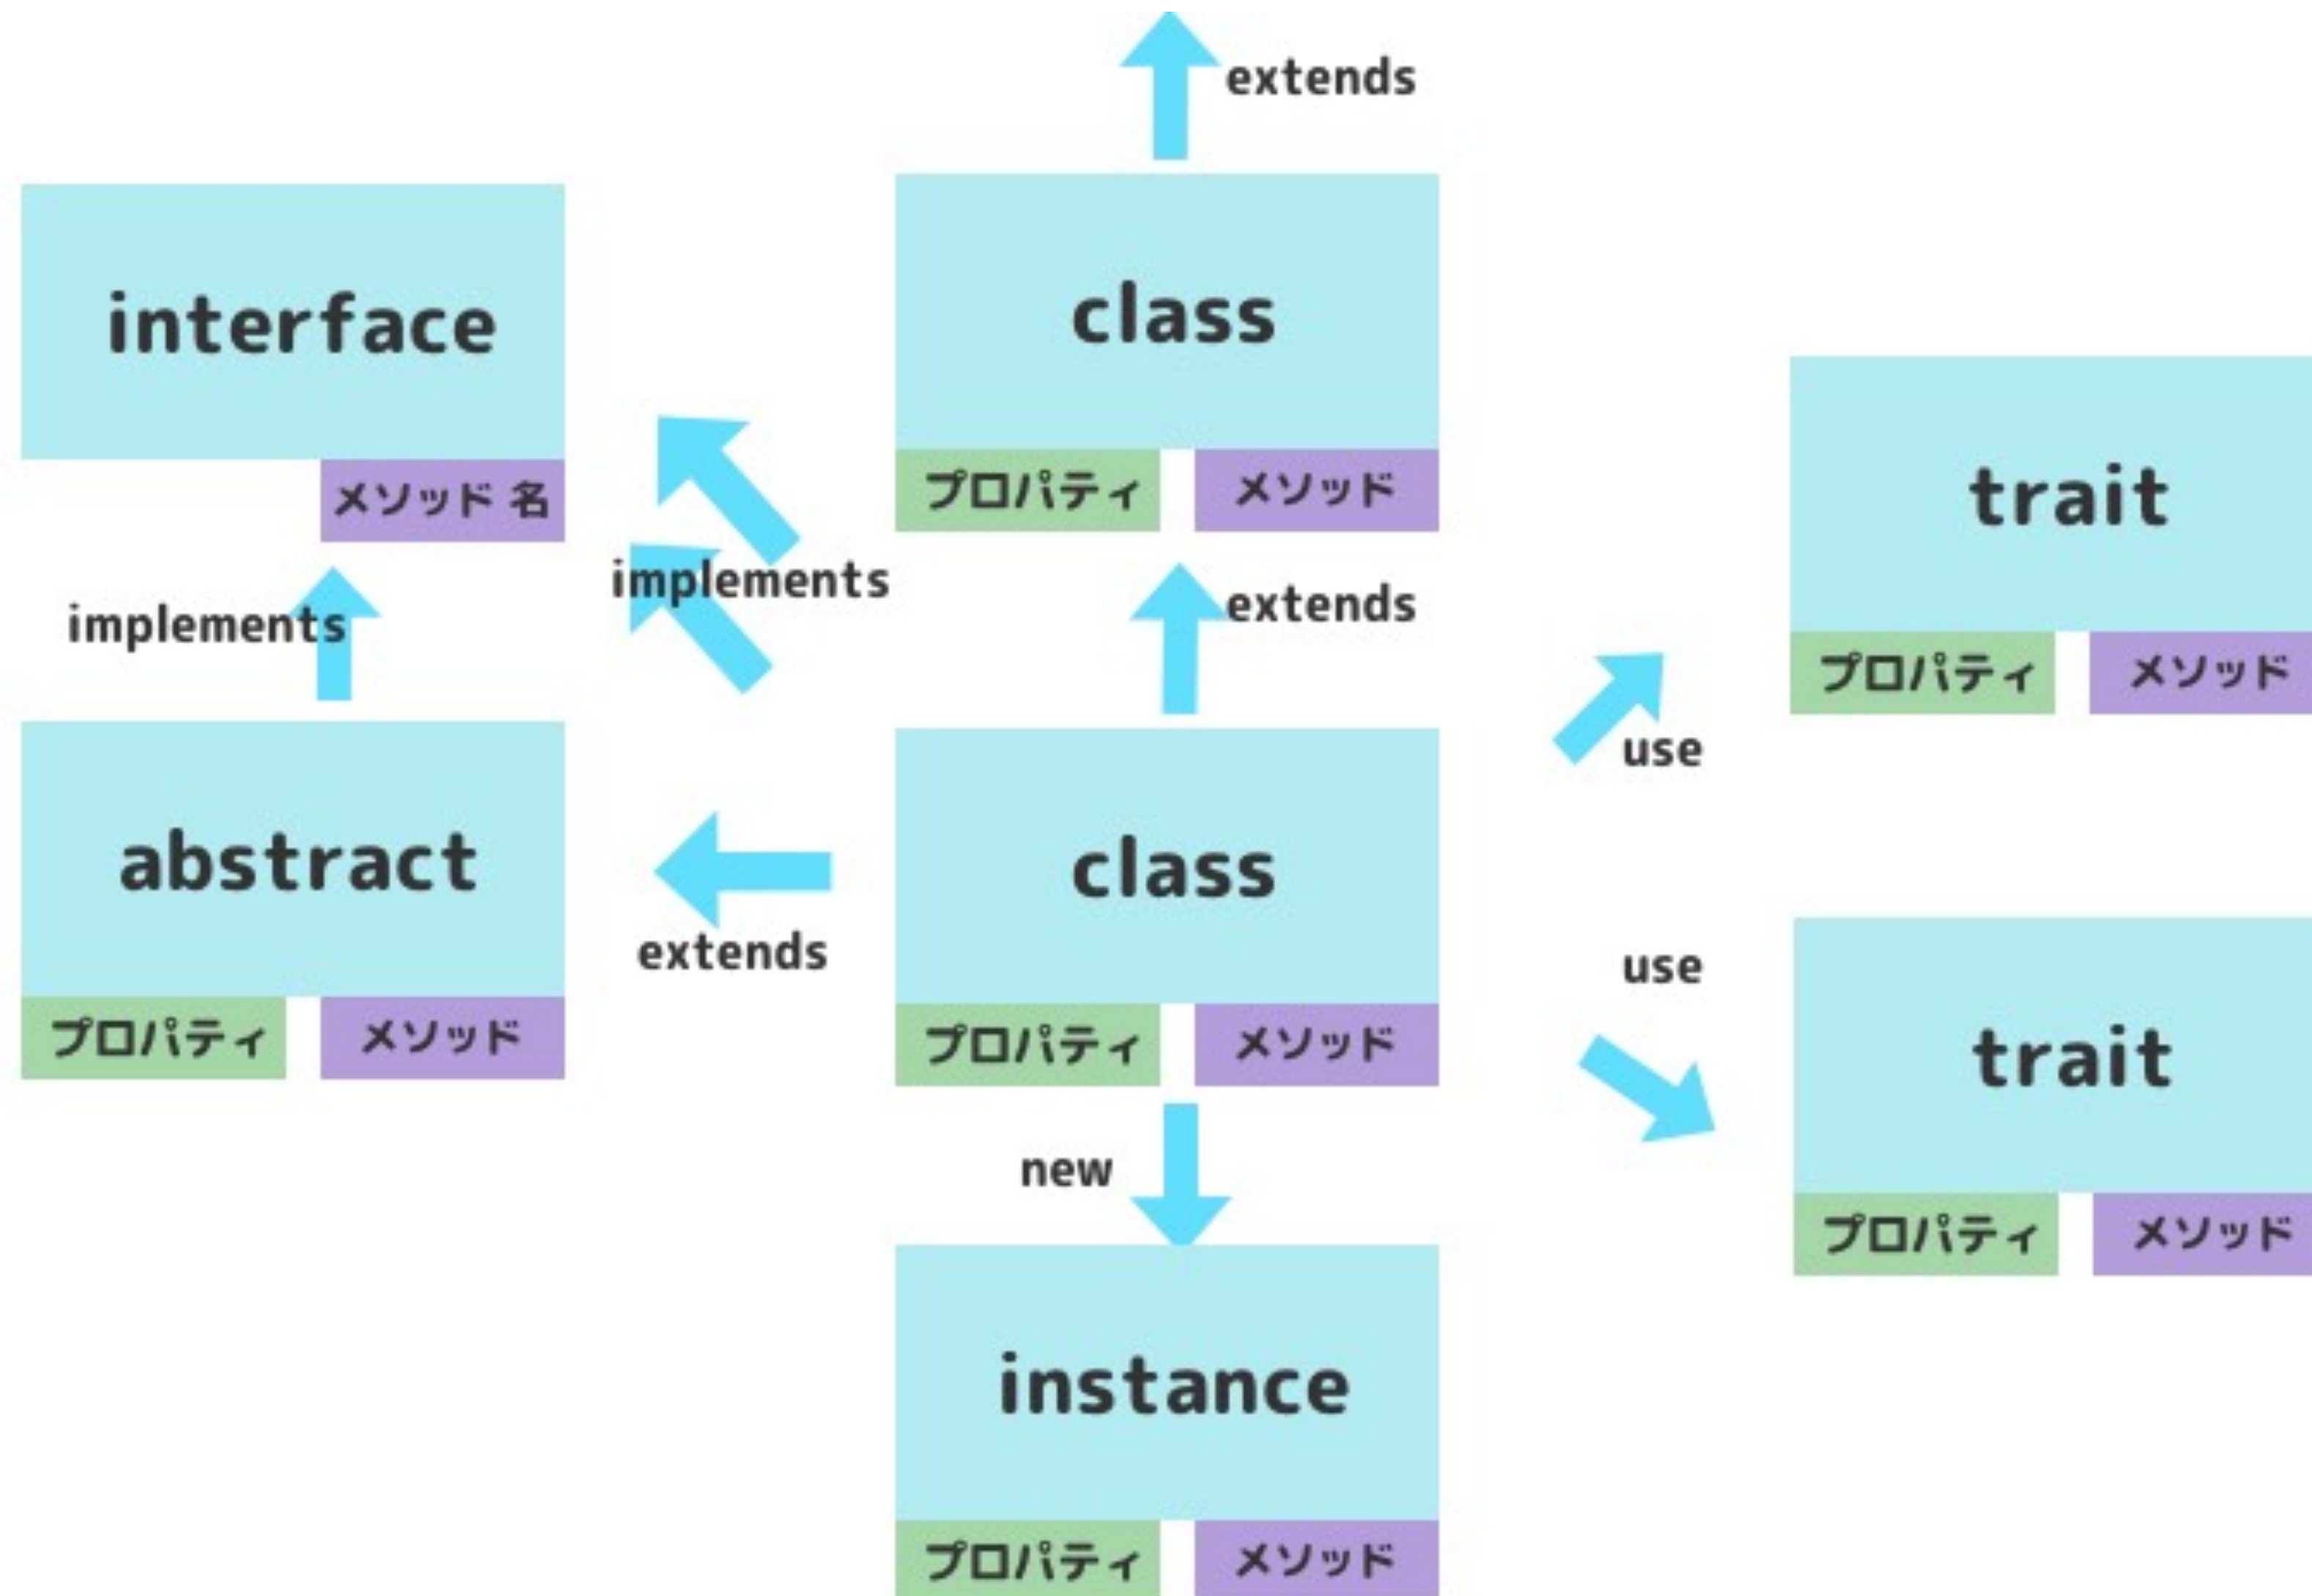 extends
interface
メソッド 名
class
プロパティ メソッド
trait
プロパティ メソッド
implements
implements
extends
use
abstract
プロパティ メソッド
extends
class
プロパティ メソッド
use
trait
プロパティ メソッド
new
instance
プロパティ メソッド